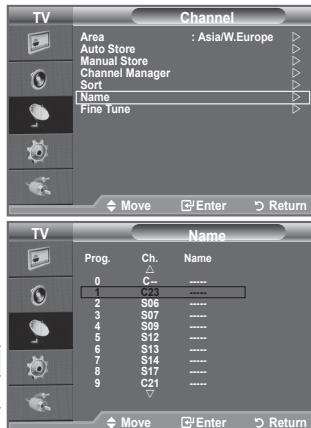 TV Channel
Area : Asia/W.Europe ▷
Auto Store ▷
Manual Store ▷
Channel Manager ▷
Sort ▷
Name ▷
Fine Tune ▷
Move Enter Return
TV Name
Prog. Ch. Name
0 C-- -----
1 C23 -----
2 S06 -----
3 S07 -----
4 S09 -----
5 S12 -----
6 S13 -----
7 S14 -----
8 S17 -----
9 C21 -----
Move Enter Return